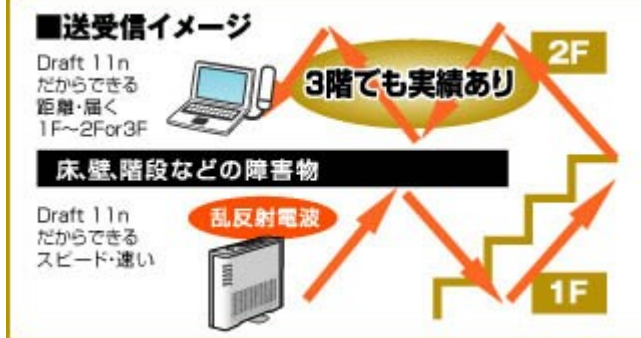 ■送受信イメージ
Draft 11n
だからできる
距離・届く
1F～2For3F
3階でも実績あり
2F
床、壁、階段などの障害物
Draft 11n
だからできる
スピード・速い
乱反射電波
1F